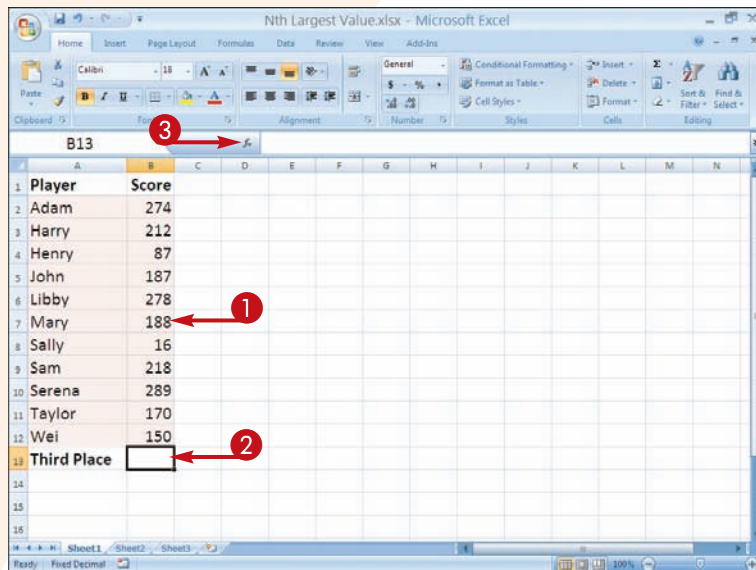 Nth Largest Value.xlsx - Microsoft Excel
Home Insert Page Layout Formulas Data Review View Add-Ins
Calibri 18 A A General Conditional Formatting Insert Σ
Paste B I U $ % , Format as Table Delete Sort & Filter Find & Select
Cell Styles Format
Clipboard Font Alignment Number Styles Cells Editing
3
B13 fx
A B C D E F G H I J K L M N
1 Player Score
2 Adam 274
3 Harry 212
4 Henry 87
5 John 187
6 Libby 278 1
7 Mary 188
8 Sally 16
9 Sam 218
10 Serena 289
11 Taylor 170
12 Wei 150 2
13 Third Place
14
15
16
Sheet1 Sheet2 Sheet3
Ready Fixed Decimal 100%